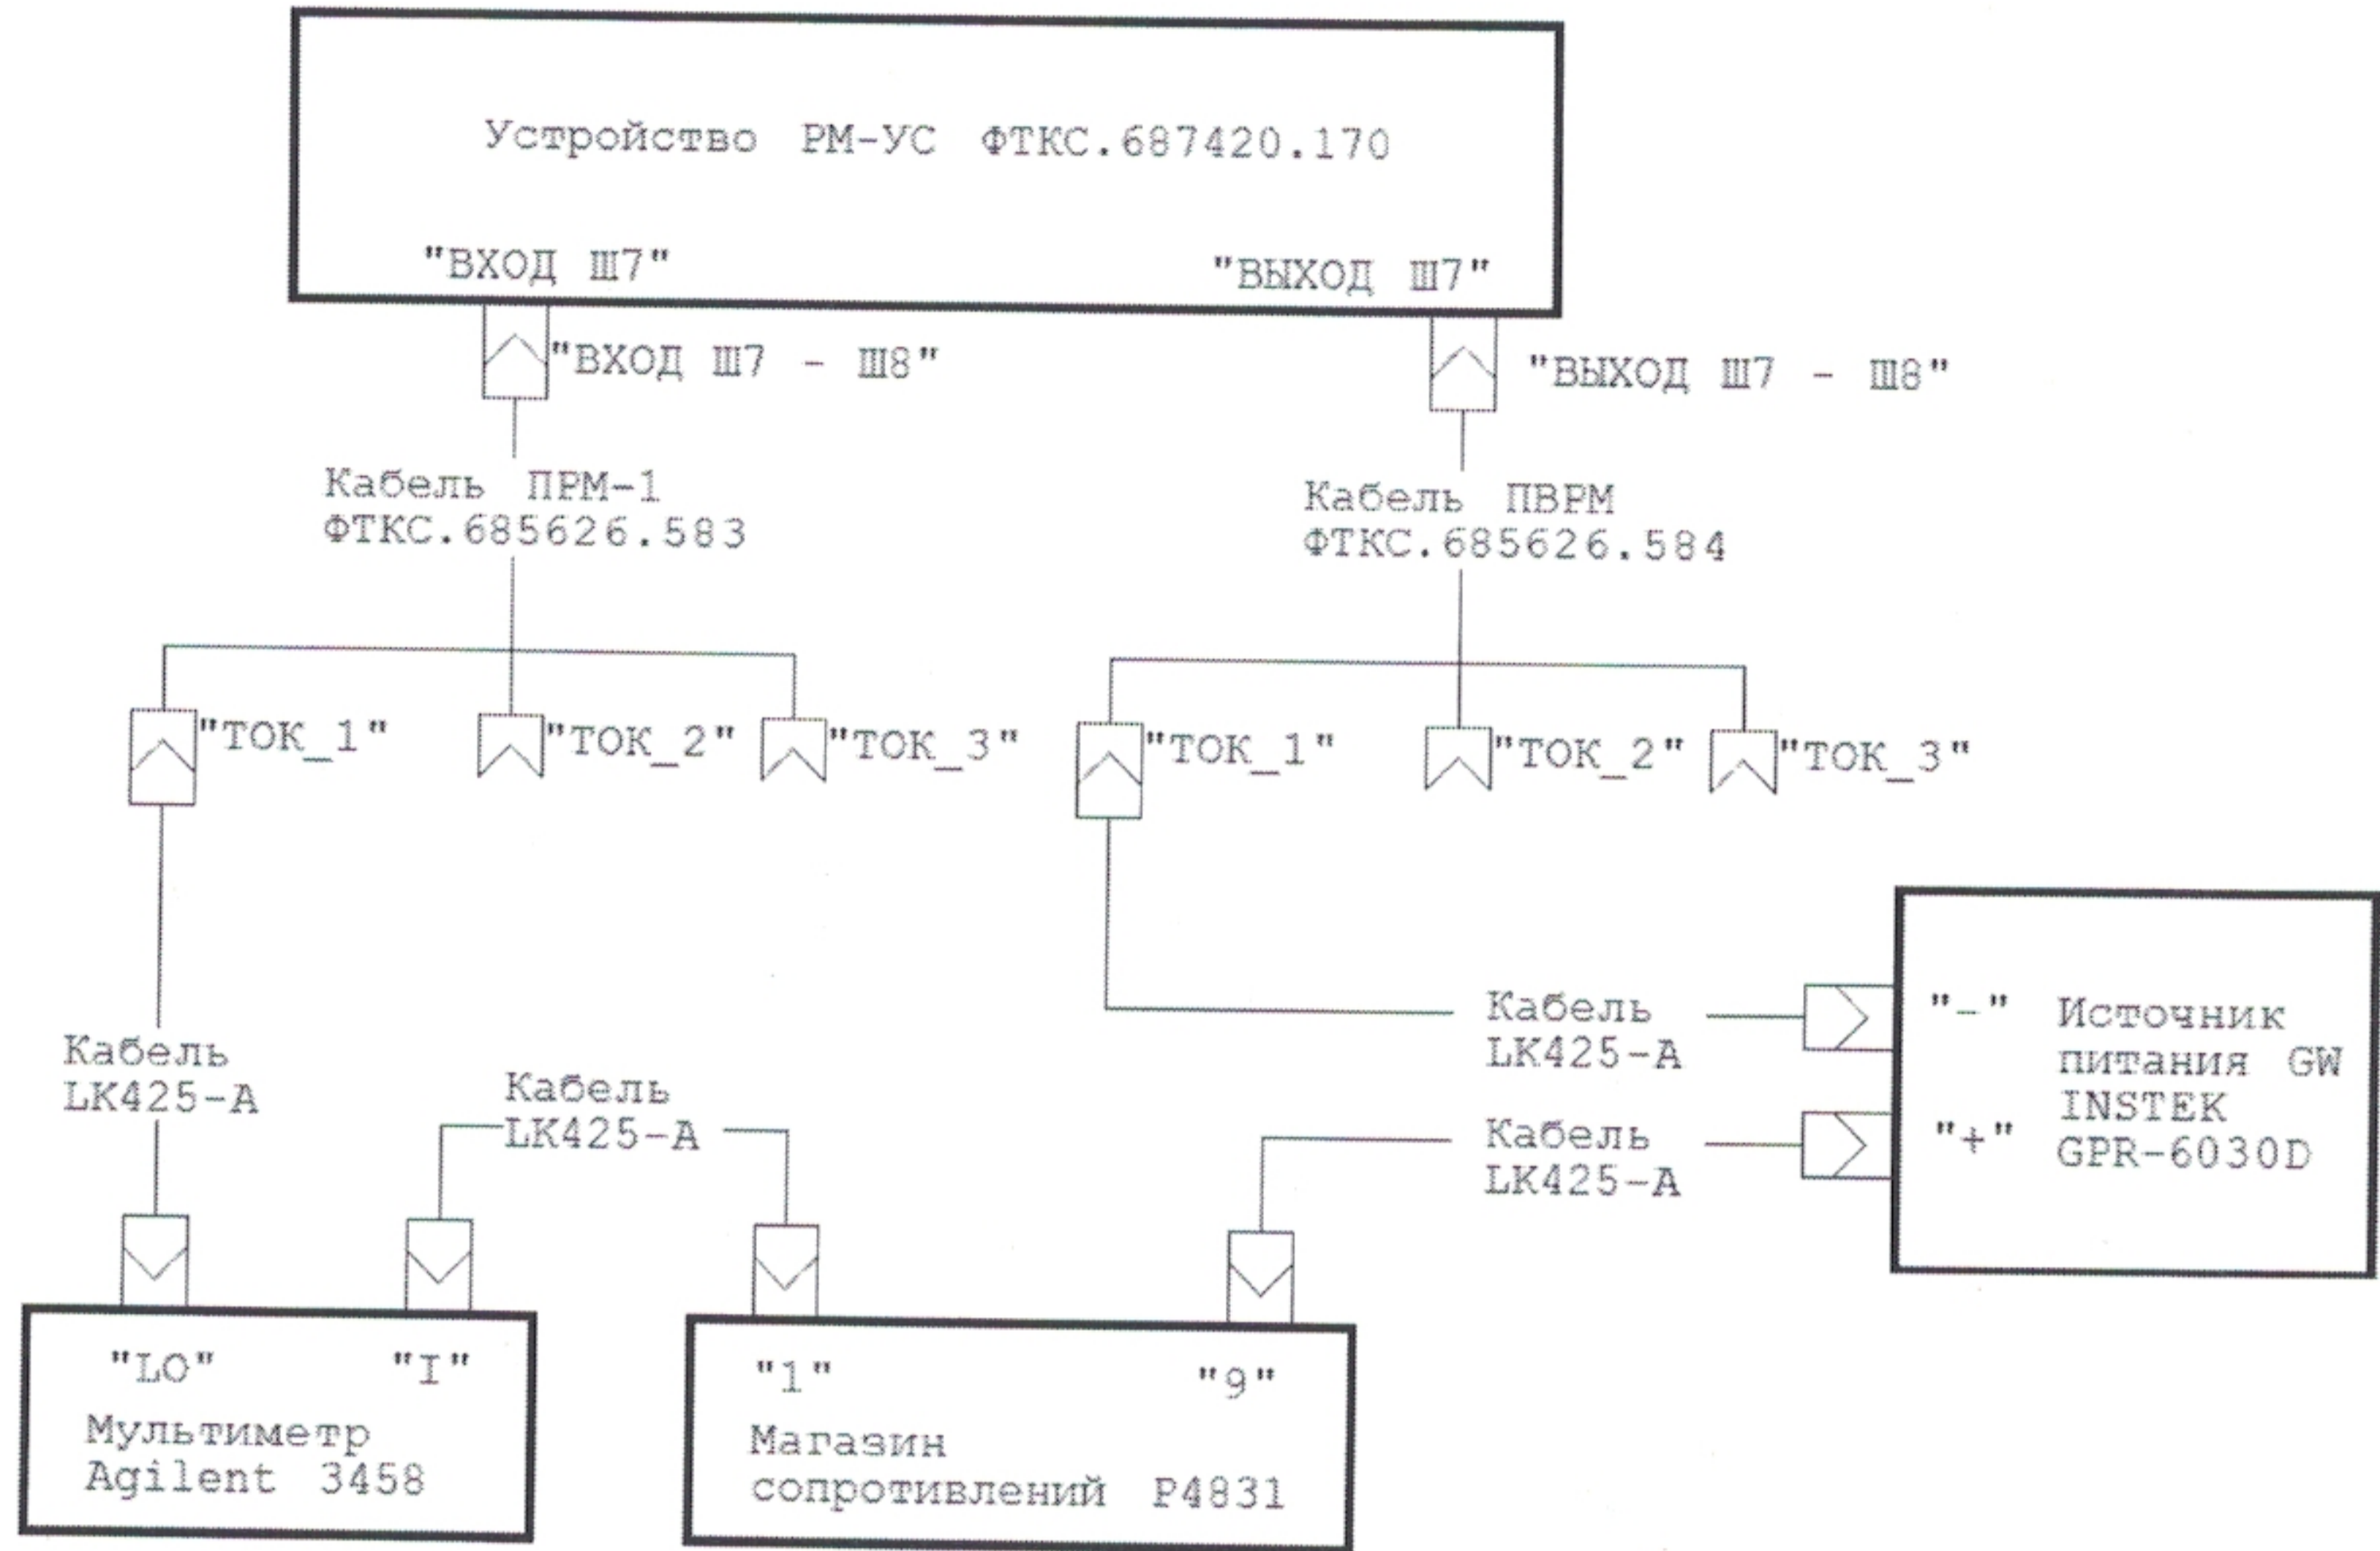 Устройство РМ-УС ФТКС.687420.170
"ВХОД Ш7"
"ВЫХОД Ш7"
"ВХОД Ш7 - Ш8"
"ВЫХОД Ш7 - Ш8"
Кабель ПРМ-1
ФТКС.685626.583
Кабель ПВРМ
ФТКС.685626.584
"ТОК_1"
"ТОК_2"
"ТОК_3"
"ТОК_1"
"ТОК_2"
"ТОК_3"
Кабель
LK425-A
Кабель
LK425-A
Кабель
LK425-A
Кабель
LK425-A
"-"
"+"
Источник
питания GW
INSTEK
GPR-6030D
"LO"
"I"
Мультиметр
Agilent 3458
"1"
"9"
Магазин
сопротивлений Р4831